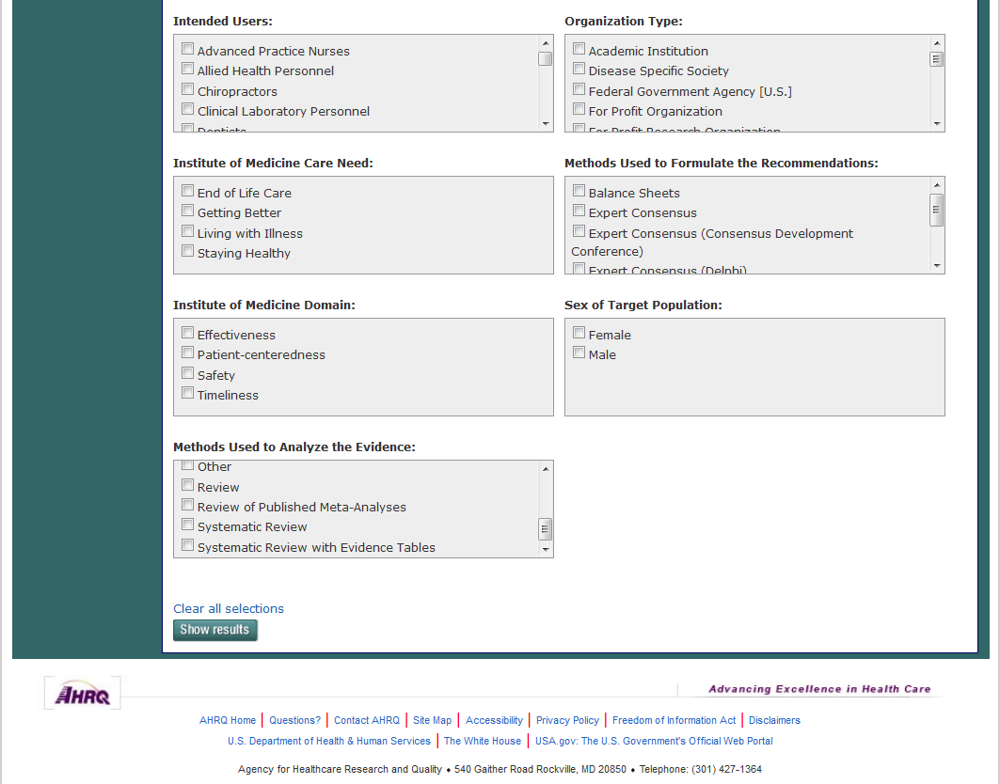 Intended Users:
Advanced Practice Nurses
Allied Health Personnel
Chiropractors
Clinical Laboratory Personnel
Dentists
Organization Type:
Academic Institution
Disease Specific Society
Federal Government Agency [U.S.]
For Profit Organization
For Profit Research Organization
Institute of Medicine Care Need:
End of Life Care
Getting Better
Living with Illness
Staying Healthy
Methods Used to Formulate the Recommendations:
Balance Sheets
Expert Consensus
Expert Consensus (Consensus Development
Conference)
Expert Consensus (Delphi)
Institute of Medicine Domain:
Effectiveness
Patient-centeredness
Safety
Timeliness
Sex of Target Population:
Female
Male
Methods Used to Analyze the Evidence:
Other
Review
Review of Published Meta-Analyses
Systematic Review
Systematic Review with Evidence Tables
Clear all selections
Show results
AHRQ
Advancing Excellence in Health Care
AHRQ Home | Questions? | Contact AHRQ | Site Map | Accessibility | Privacy Policy | Freedom of Information Act | Disclaimers
U.S. Department of Health & Human Services | The White House | USA.gov: The U.S. Government's Official Web Portal
Agency for Healthcare Research and Quality ♦ 540 Gaither Road Rockville, MD 20850 ♦ Telephone: (301) 427-1364